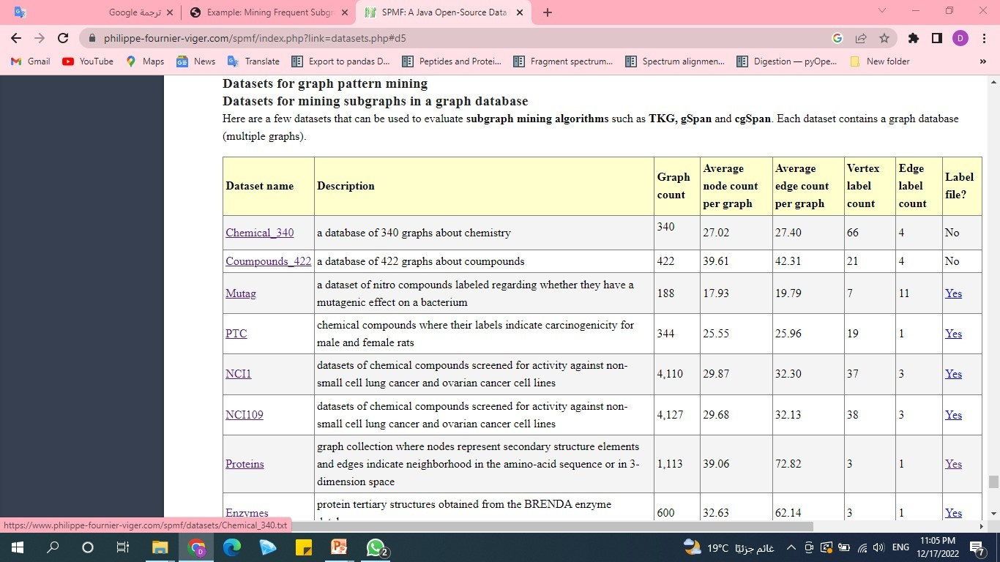 ترجمة Google
Example: Mining Frequent Subgr
SPMF: A Java Open-Source Data
philippe-fournier-viger.com/spmf/index.php?link=datasets.php#d5
D
Gmail
YouTube
Maps
News
Translate
Export to pandas D...
Peptides and Protei...
Fragment spectrum...
Spectrum alignmen...
Digestion — pyOpe...
New folder
»
Datasets for graph pattern mining
Datasets for mining subgraphs in a graph database
Here are a few datasets that can be used to evaluate subgraph mining algorithms such as TKG, gSpan and cgSpan. Each dataset contains a graph database
(multiple graphs).
Dataset name
Description
Graph
count
Average
node count
per graph
Average
edge count
per graph
Vertex
label
count
Edge
label
count
Label
file?
Chemical_340
a database of 340 graphs about chemistry
340
27.02
27.40
66
4
No
Coumpounds_422
a database of 422 graphs about coumpounds
422
39.61
42.31
21
4
No
Mutag
a dataset of nitro compounds labeled regarding whether they have a
mutagenic effect on a bacterium
188
17.93
19.79
7
11
Yes
PTC
chemical compounds where their labels indicate carcinogenicity for
male and female rats
344
25.55
25.96
19
1
Yes
NCI1
datasets of chemical compounds screened for activity against non-
small cell lung cancer and ovarian cancer cell lines
4,110
29.87
32.30
37
3
Yes
NCI109
datasets of chemical compounds screened for activity against non-
small cell lung cancer and ovarian cancer cell lines
4,127
29.68
32.13
38
3
Yes
Proteins
graph collection where nodes represent secondary structure elements
and edges indicate neighborhood in the amino-acid sequence or in 3-
dimension space
1,113
39.06
72.82
3
1
Yes
Enzymes
protein tertiary structures obtained from the BRENDA enzyme
600
32.63
62.14
3
1
Yes
https://www.philippe-fournier-viger.com/spmf/datasets/Chemical_340.txt
2
19°C غائم جزئيًا
ENG
11:05 PM
12/17/2022
7